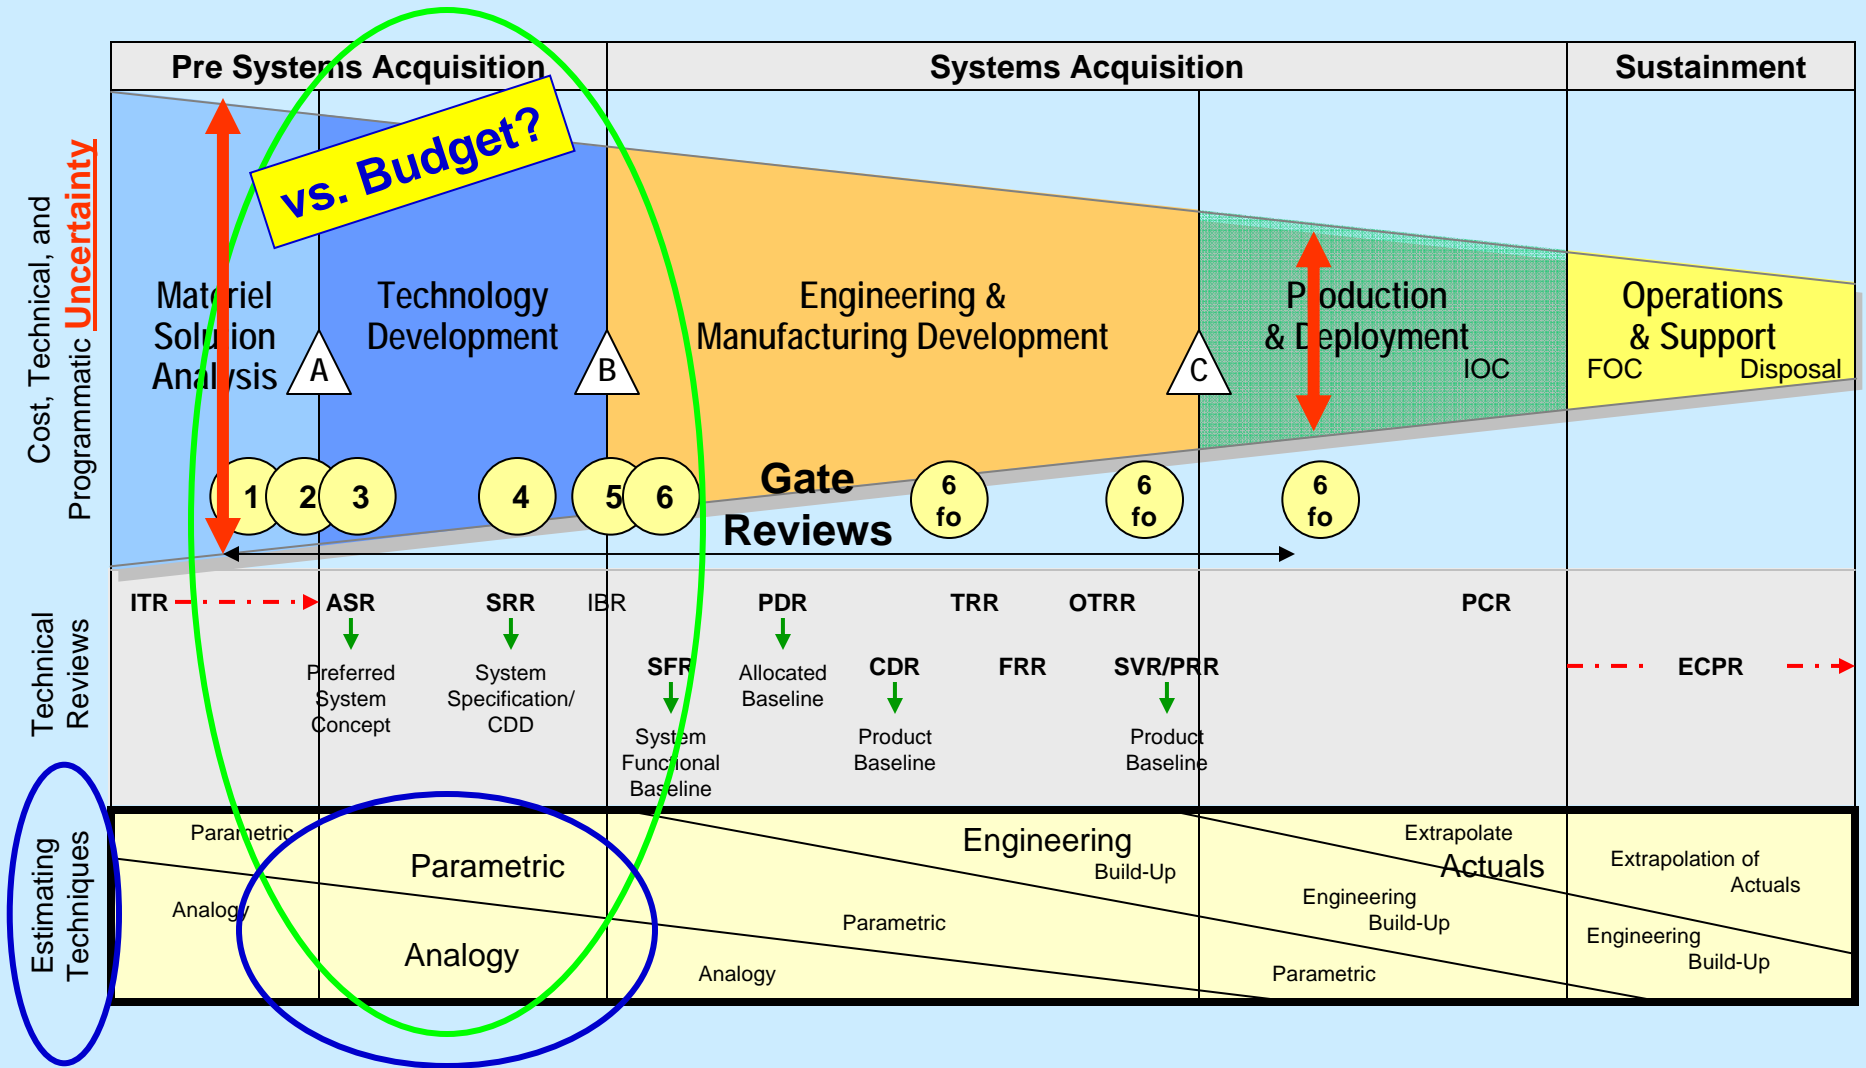 Pre Systems Acquisition
Systems Acquisition
Sustainment
Cost, Technical, and
Programmatic Uncertainty
vs. Budget?
Materiel
Solution
Analysis
A
Technology
Development
B
Engineering &
Manufacturing Development
C
Production
& Deployment
IOC
Operations
& Support
FOC
Disposal
1
2
3
4
5
6
Gate
Reviews
6
fo
6
fo
6
fo
Technical
Reviews
ITR
ASR
SRR
IBR
PDR
TRR
OTRR
PCR
Preferred
System
Concept
System
Specification/
CDD
SFR
System
Functional
Baseline
Allocated
Baseline
CDR
Product
Baseline
FRR
SVR/PRR
Product
Baseline
ECPR
Estimating
Techniques
Parametric
Analogy
Parametric
Analogy
Engineering
Build-Up
Parametric
Analogy
Extrapolate
Actuals
Engineering
Build-Up
Parametric
Extrapolation of
Actuals
Engineering
Build-Up